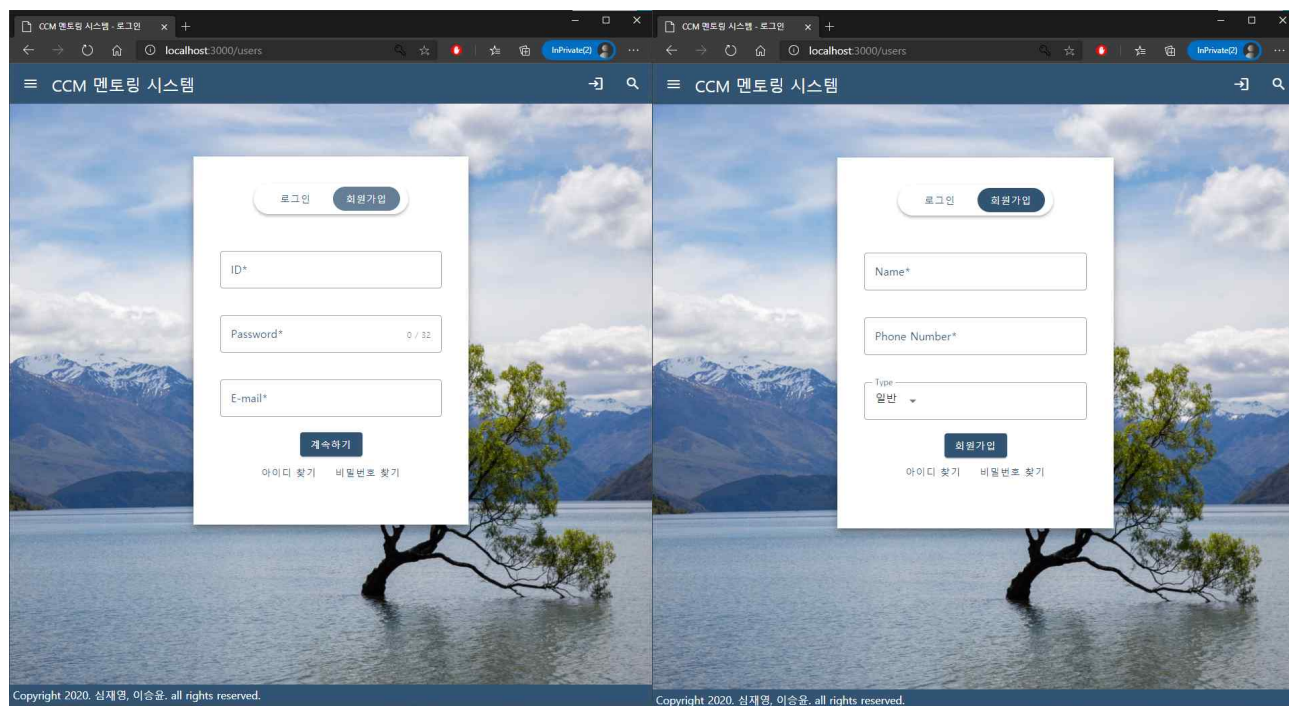 CCM 멘토링 시스템 - 로그인
localhost:3000/users
InPrivate(2)
CCM 멘토링 시스템
로그인 회원가입
ID*
Password* 0 / 32
E-mail*
계속하기
아이디 찾기 비밀번호 찾기
Copyright 2020. 심재영, 이승윤. all rights reserved.
CCM 멘토링 시스템 - 로그인
localhost:3000/users
InPrivate(2)
CCM 멘토링 시스템
로그인 회원가입
Name*
Phone Number*
Type
일반
회원가입
아이디 찾기 비밀번호 찾기
Copyright 2020. 심재영, 이승윤. all rights reserved.